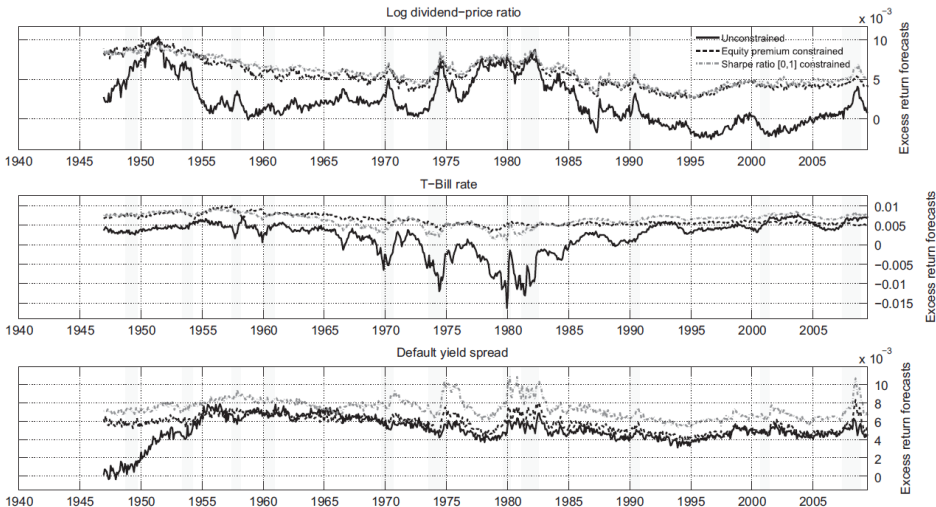 Log dividend−price ratio
x 10⁻³
Unconstrained
Equity premium constrained
Sharpe ratio [0,1] constrained
10
5
0
Excess return forecasts
1940 1945 1950 1955 1960 1965 1970 1975 1980 1985 1990 1995 2000 2005
T−Bill rate
0.01
0.005
0
−0.005
−0.01
−0.015
Excess return forecasts
1940 1945 1950 1955 1960 1965 1970 1975 1980 1985 1990 1995 2000 2005
Default yield spread
x 10⁻³
10
8
6
4
2
0
Excess return forecasts
1940 1945 1950 1955 1960 1965 1970 1975 1980 1985 1990 1995 2000 2005